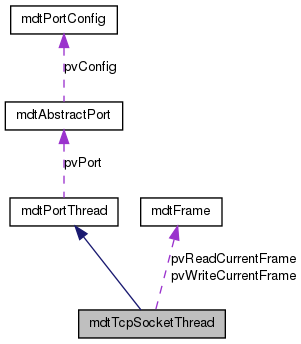 mdtPortConfig
pvConfig
mdtAbstractPort
pvPort
mdtPortThread
mdtFrame
pvReadCurrentFrame
pvWriteCurrentFrame
mdtTcpSocketThread